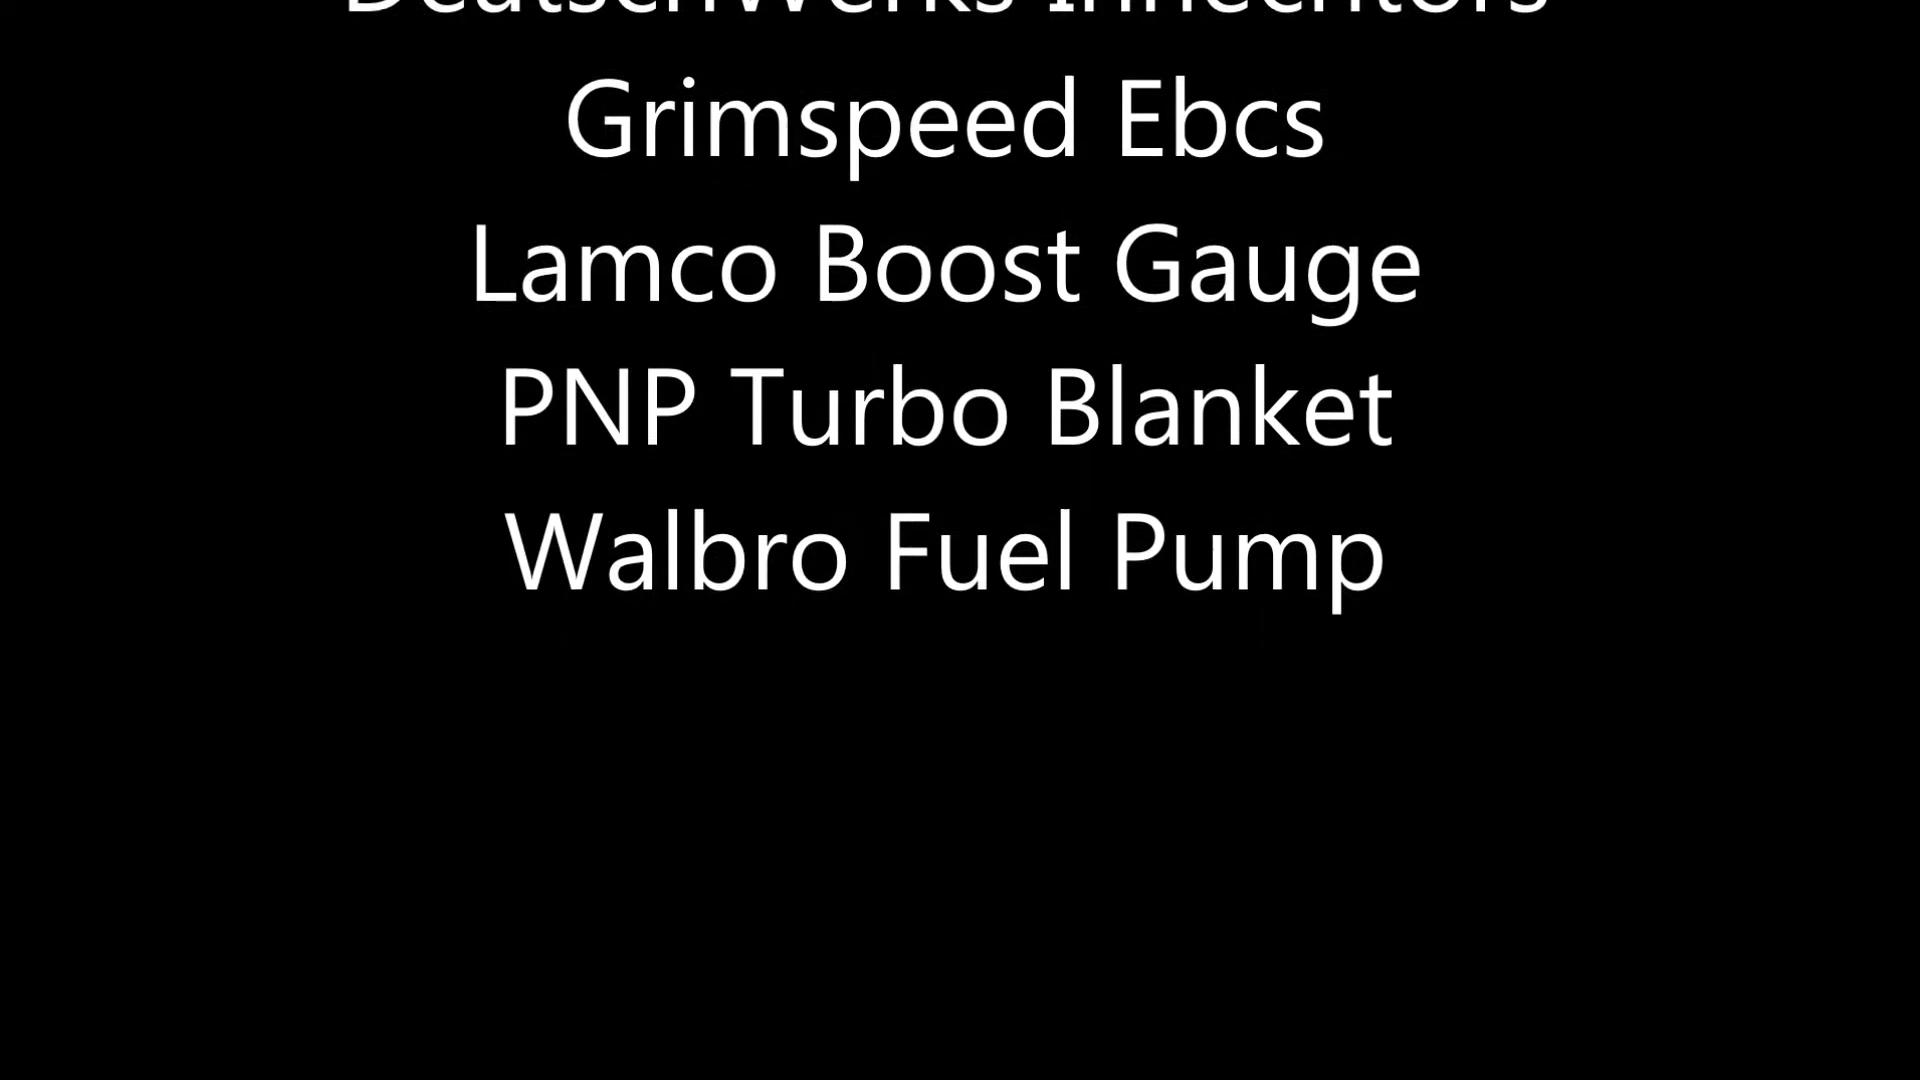 Grimspeed Ebcs
Lamco Boost Gauge
PNP Turbo Blanket
Walbro Fuel Pump